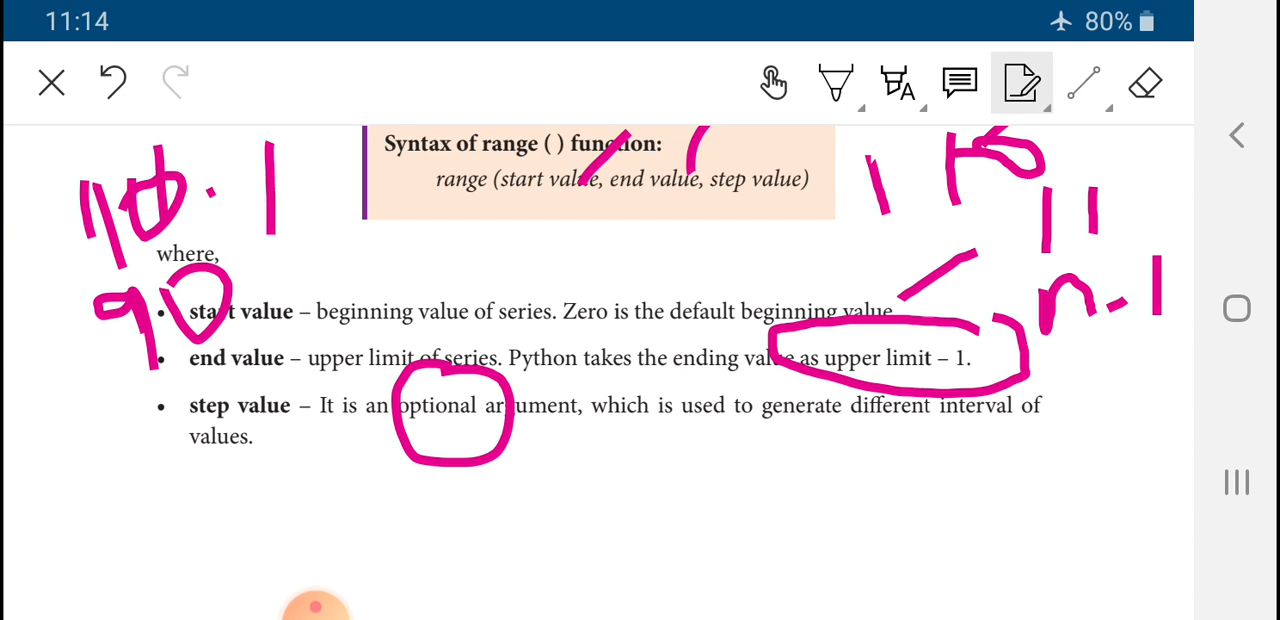 11:14 80%
A
Syntax of range ( ) function:
range (start value, end value, step value)
where,
• start value – beginning value of series. Zero is the default beginning value.
n-1
90
• end value – upper limit of series. Python takes the ending value as upper limit – 1.
• step value – It is an optional argument, which is used to generate different interval of
values.